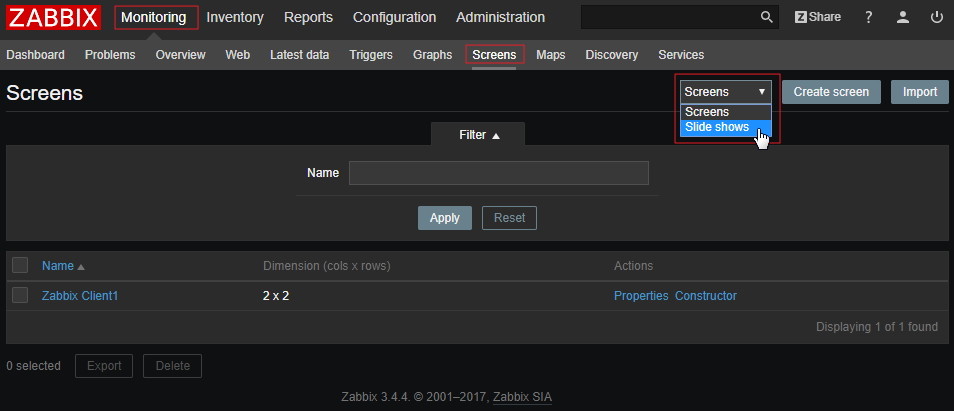 ZABBIX Monitoring Inventory Reports Configuration Administration Z Share ?
Dashboard Problems Overview Web Latest data Triggers Graphs Screens Maps Discovery Services
Screens Screens ▼ Create screen Import
Screens
Slide shows
Filter ▲
Name
Apply Reset
Name ▲ Dimension (cols x rows) Actions
Zabbix Client1 2 x 2 Properties Constructor
Displaying 1 of 1 found
0 selected Export Delete
Zabbix 3.4.4. © 2001–2017, Zabbix SIA